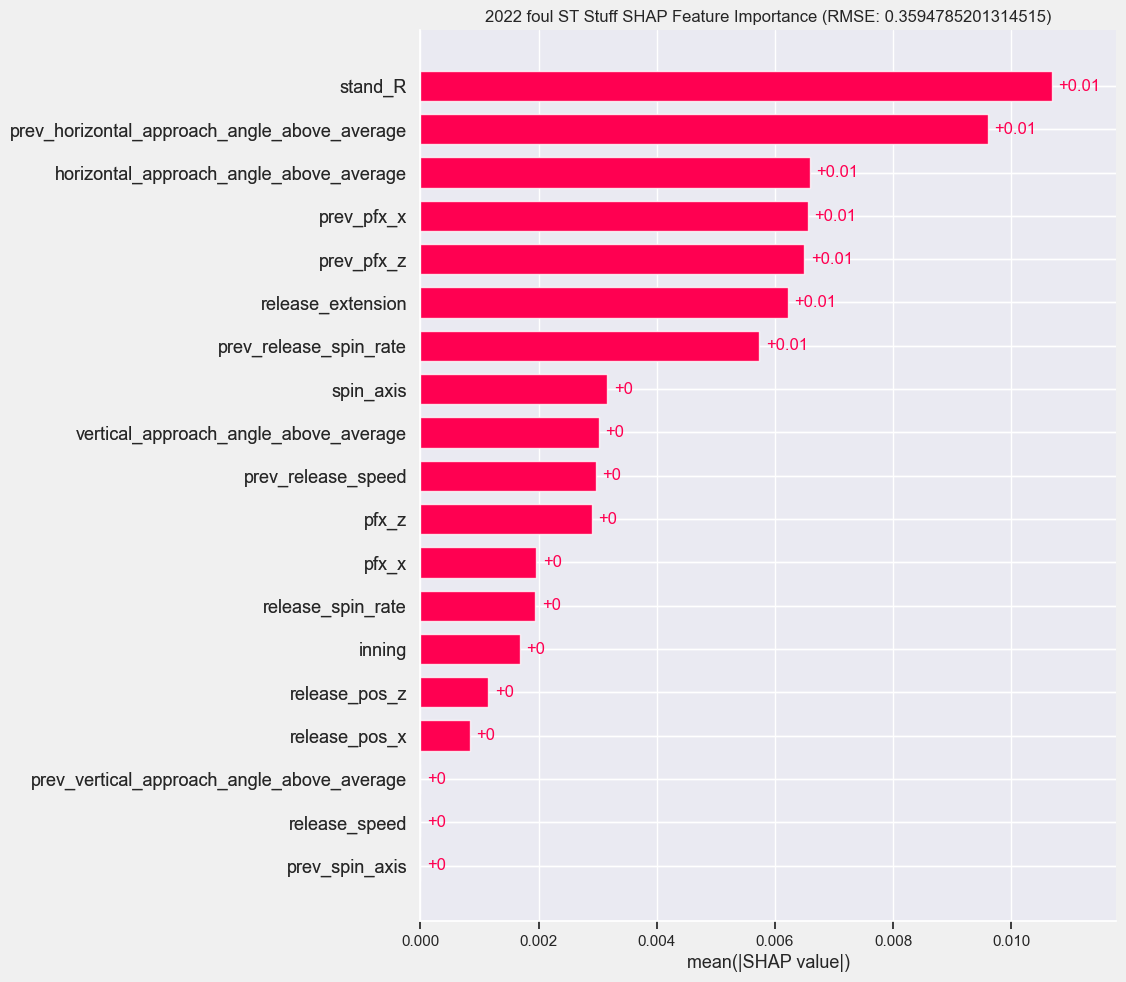 2022 foul ST Stuff SHAP Feature Importance (RMSE: 0.3594785201314515)
stand_R +0.01
prev_horizontal_approach_angle_above_average +0.01
horizontal_approach_angle_above_average +0.01
prev_pfx_x +0.01
prev_pfx_z +0.01
release_extension +0.01
prev_release_spin_rate +0.01
spin_axis +0
vertical_approach_angle_above_average +0
prev_release_speed +0
pfx_z +0
pfx_x +0
release_spin_rate +0
inning +0
release_pos_z +0
release_pos_x +0
prev_vertical_approach_angle_above_average +0
release_speed +0
prev_spin_axis +0
0.000 0.002 0.004 0.006 0.008 0.010
mean(|SHAP value|)